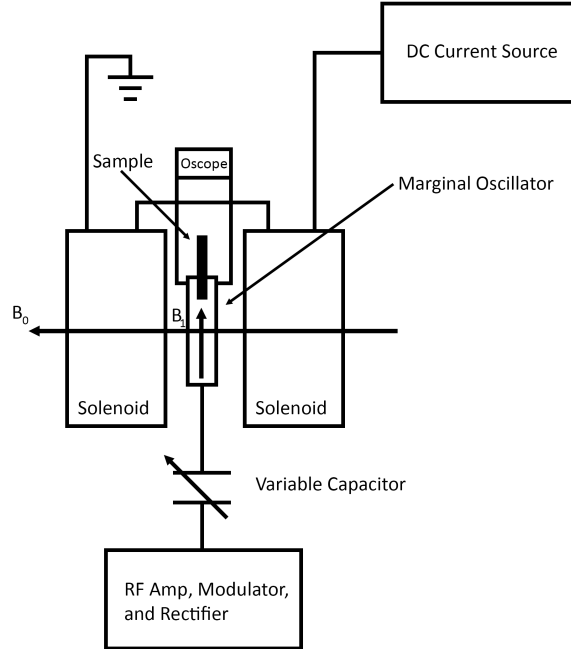 DC Current Source
Sample
Oscope
Marginal Oscillator
B₀
B₁
Solenoid
Solenoid
Variable Capacitor
RF Amp, Modulator,
and Rectifier